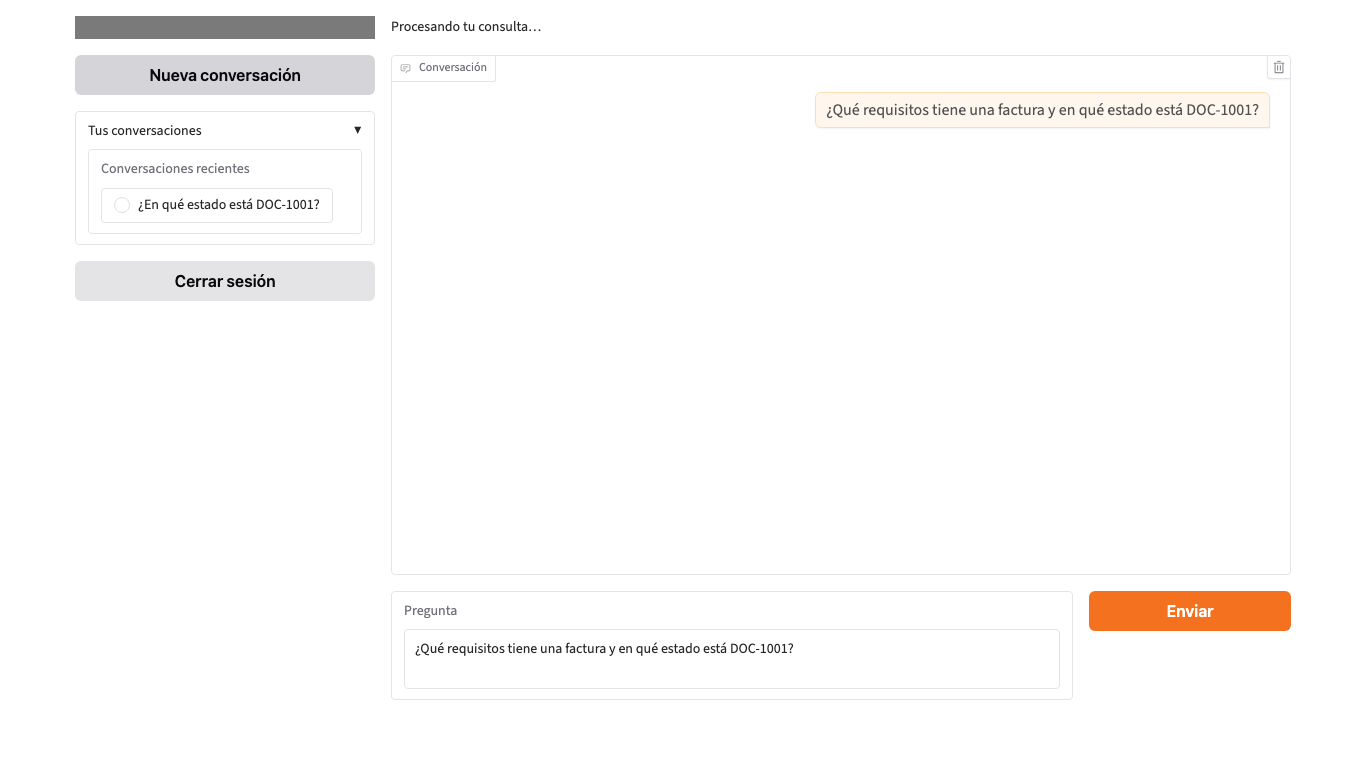 Procesando tu consulta…
Nueva conversación
Tus conversaciones
Conversaciones recientes
¿En qué estado está DOC-1001?
Cerrar sesión
Conversación
¿Qué requisitos tiene una factura y en qué estado está DOC-1001?
Pregunta
¿Qué requisitos tiene una factura y en qué estado está DOC-1001?
Enviar